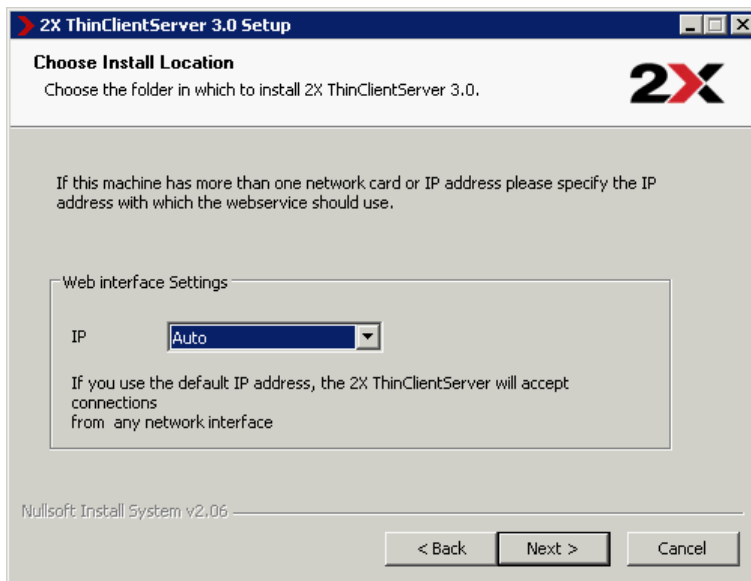 2X ThinClientServer 3.0 Setup
Choose Install Location
Choose the folder in which to install 2X ThinClientServer 3.0.
2X
If this machine has more than one network card or IP address please specify the IP
address with which the webservice should use.
Web interface Settings
IP
Auto
If you use the default IP address, the 2X ThinClientServer will accept
connections
from any network interface
Nullsoft Install System v2.06
< Back
Next >
Cancel